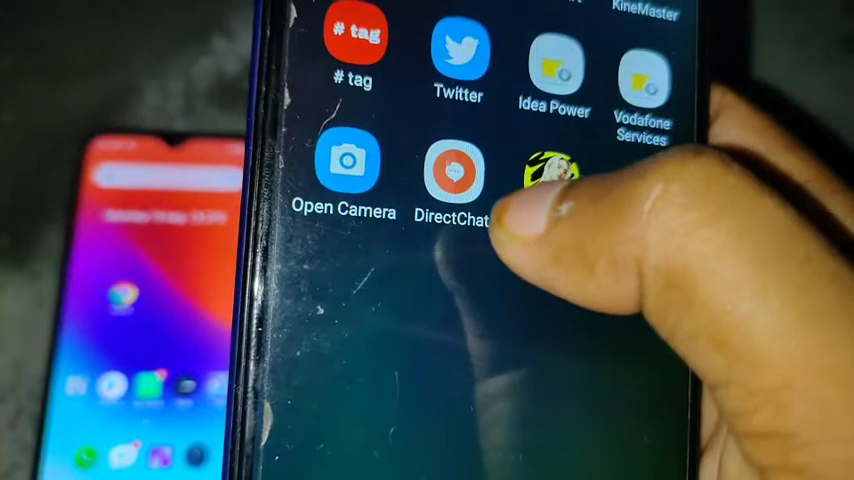 KineMaster
# tag
# tag
Twitter
Idea Power
Vodafone
Services
Open Camera
DirectChat